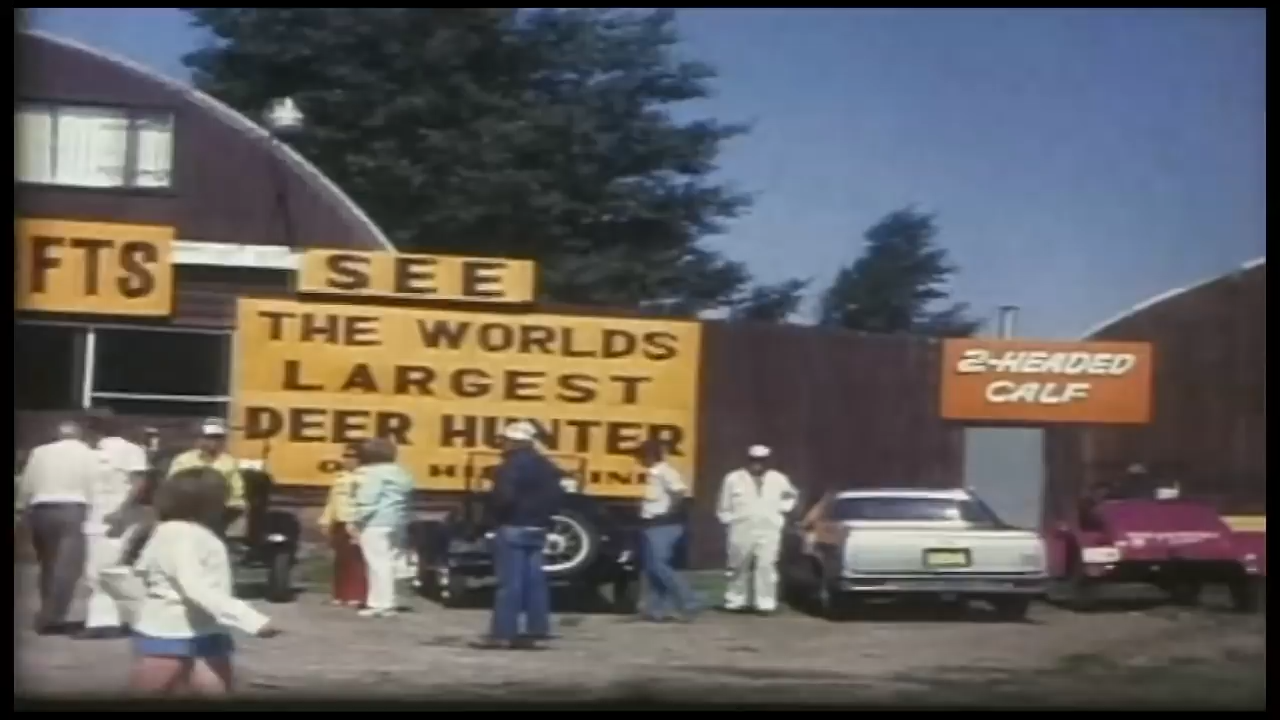 FTS
SEE
THE WORLDS
LARGEST
DEER HUNTER
2-HEADED
CALF